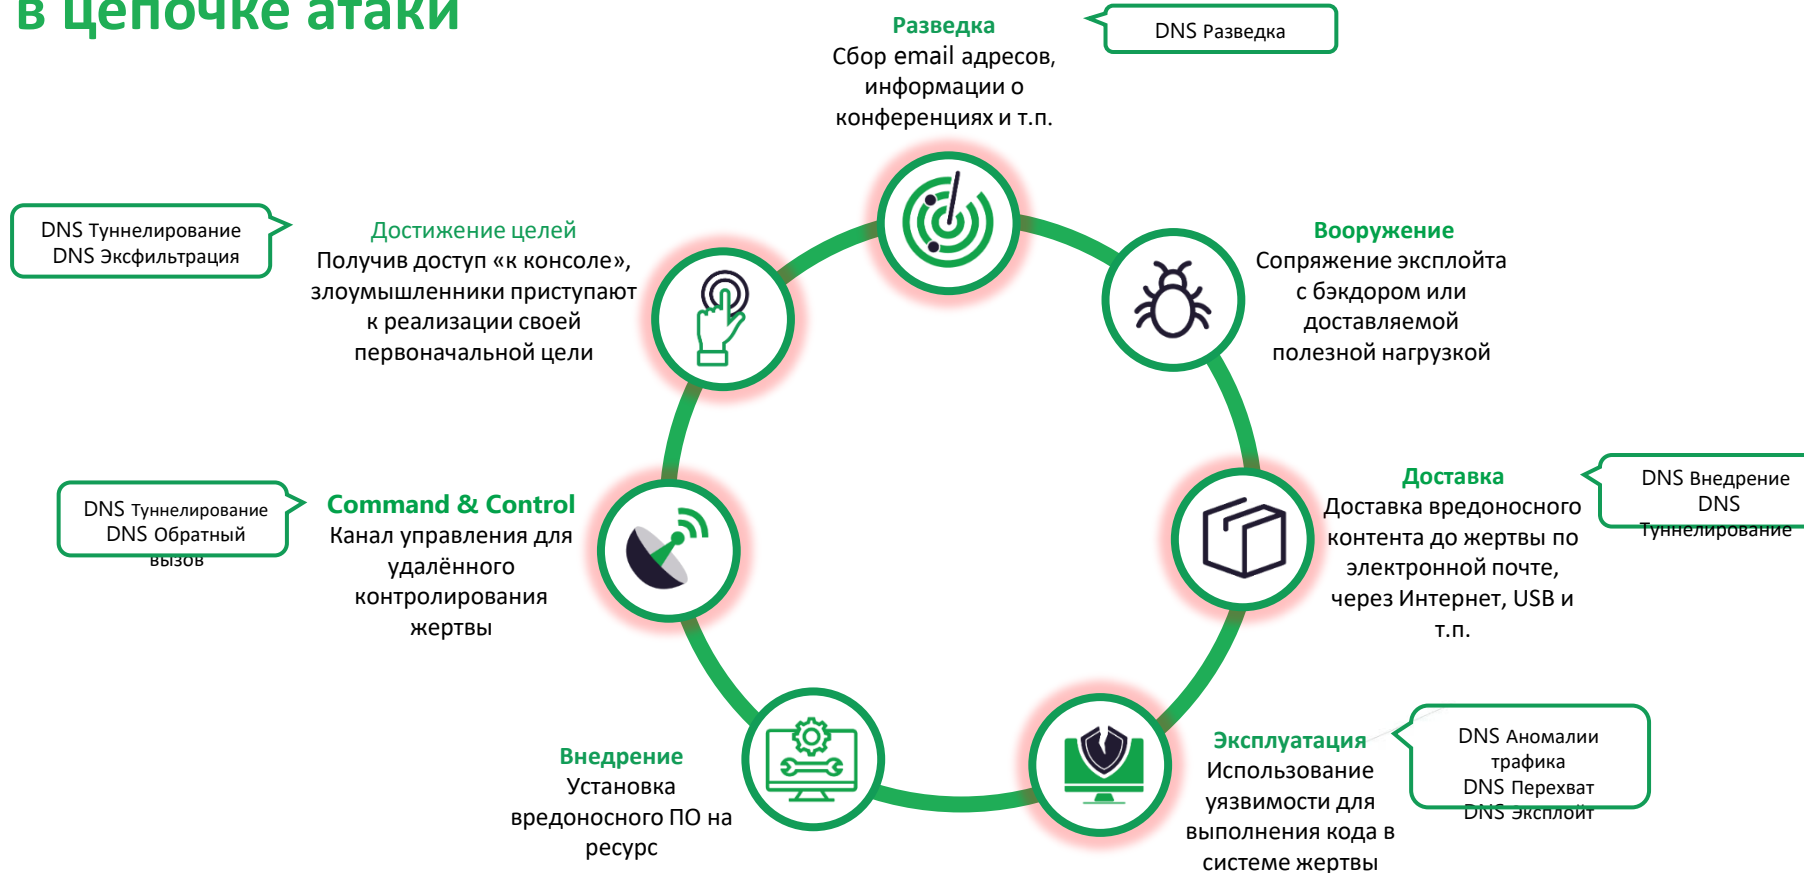 в цепочке атаки
Разведка
Сбор email адресов,
информации о
конференциях и т.п.
DNS Разведка
Вооружение
Сопряжение эксплойта
с бэкдором или
доставляемой
полезной нагрузкой
Доставка
Доставка вредоносного
контента до жертвы по
электронной почте,
через Интернет, USB и
т.п.
DNS Внедрение
DNS
Туннелирование
Эксплуатация
Использование
уязвимости для
выполнения кода в
системе жертвы
DNS Аномалии
трафика
DNS Перехват
DNS Эксплойт
Внедрение
Установка
вредоносного ПО на
ресурс
Command & Control
Канал управления для
удалённого
контролирования
жертвы
DNS Туннелирование
DNS Обратный
вызов
Достижение целей
Получив доступ «к консоле»,
злоумышленники приступают
к реализации своей
первоначальной цели
DNS Туннелирование
DNS Эксфильтрация